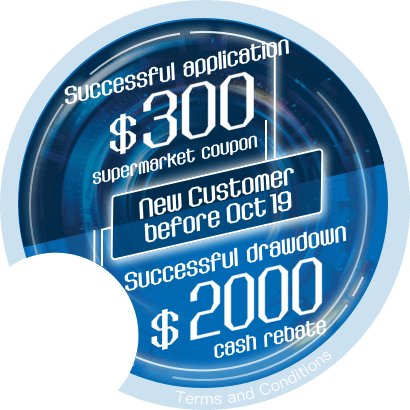 Successful application
$300
supermarket coupon
New Customer
before Oct 19
Successful drawdown
$2000
cash rebate
Terms and Conditions